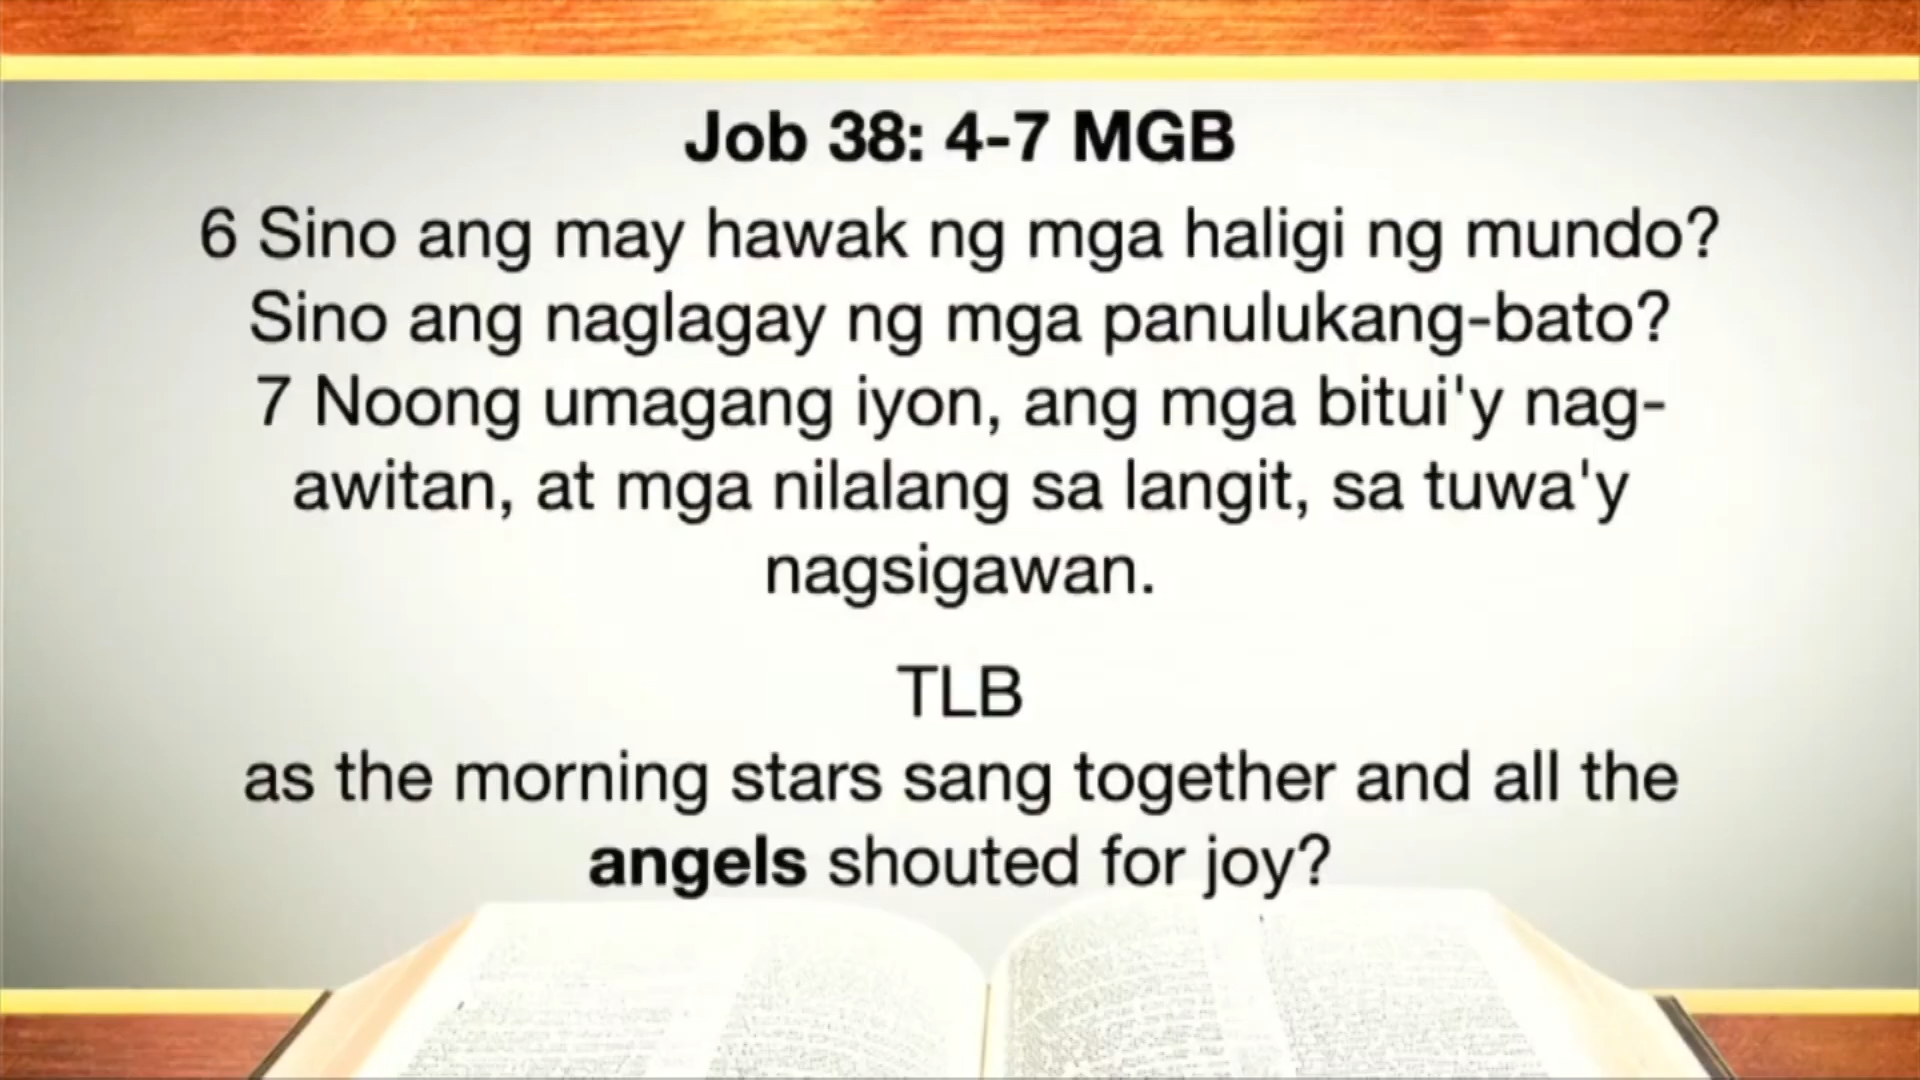 Job 38: 4-7 MGB
6 Sino ang may hawak ng mga haligi ng mundo?
Sino ang naglagay ng mga panulukang-bato?
7 Noong umagang iyon, ang mga bitui'y nag-
awitan, at mga nilalang sa langit, sa tuwa'y
nagsigawan.
TLB
as the morning stars sang together and all the
angels shouted for joy?